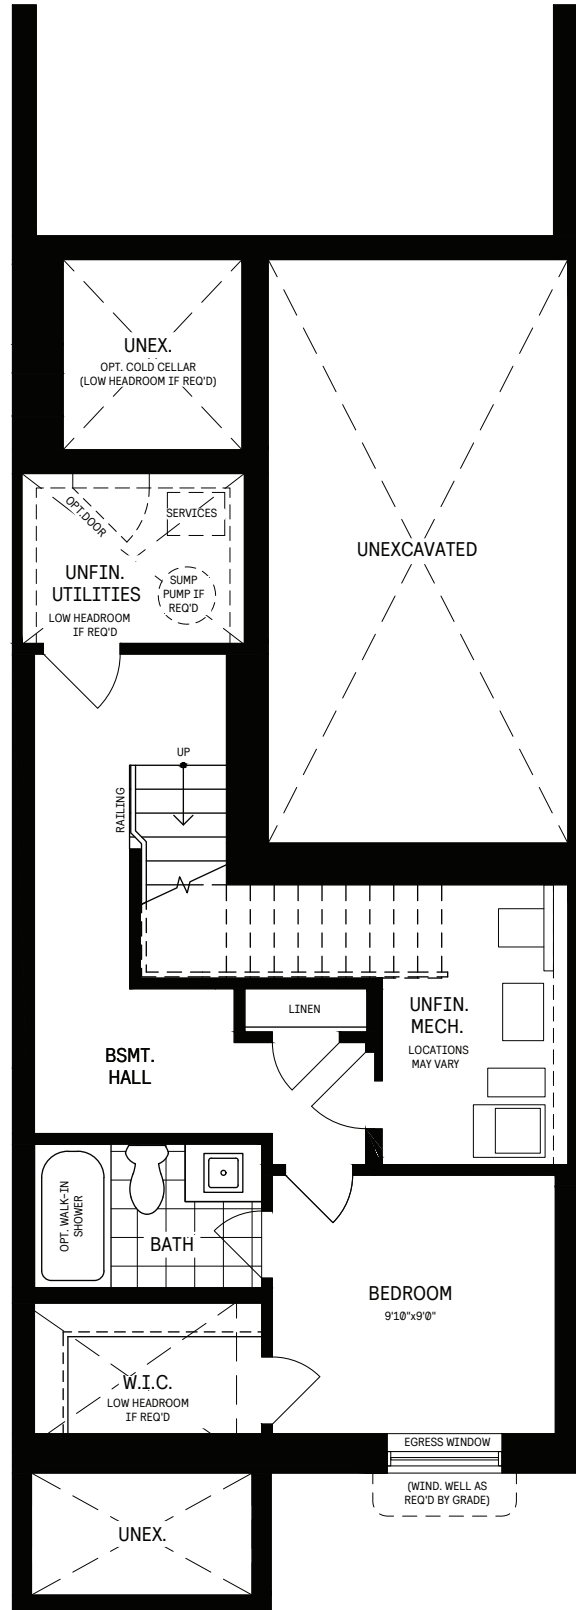 UNEX.
OPT. COLD CELLAR
(LOW HEADROOM IF REQ'D)
OPT.DOOR
SERVICES
UNEXCAVATED
UNFIN.
UTILITIES
SUMP
PUMP IF
REQ'D
LOW HEADROOM
IF REQ'D
UP
RAILING
LINEN
UNFIN.
MECH.
LOCATIONS
MAY VARY
BSMT.
HALL
OPT. WALK-IN
SHOWER
BATH
BEDROOM
9'10"x9'0"
W.I.C.
LOW HEADROOM
IF REQ'D
EGRESS WINDOW
(WIND. WELL AS
REQ'D BY GRADE)
UNEX.